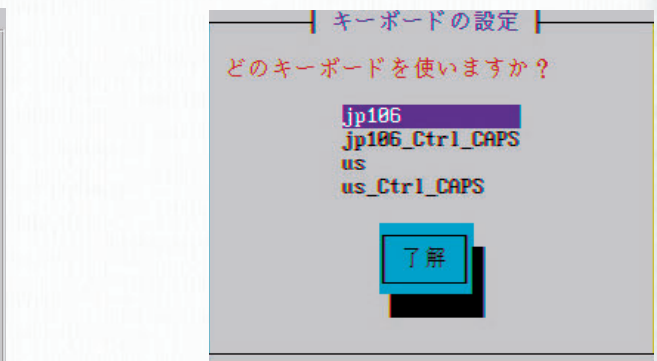 キーボードの設定
どのキーボードを使いますか？
jp106
jp106_Ctrl_CAPS
us
us_Ctrl_CAPS
了解